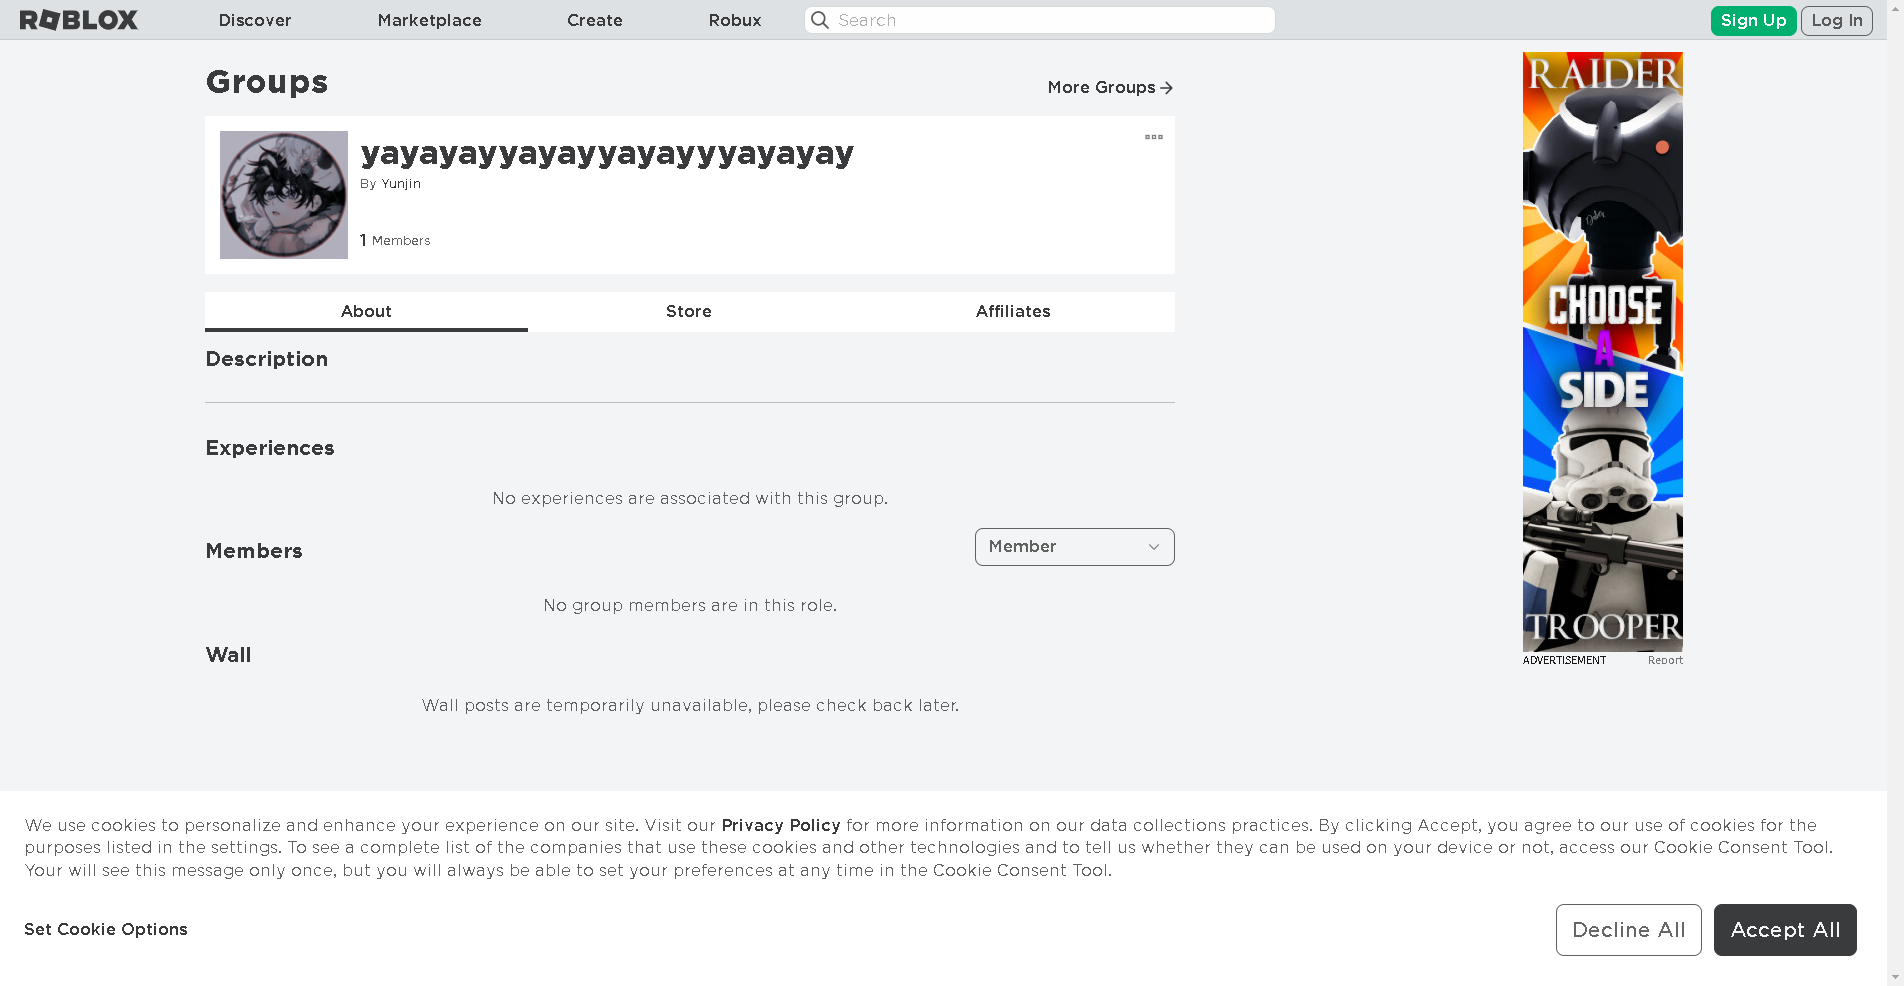 ROBLOX Discover Marketplace Create Robux Search Sign Up Log In
Groups
More Groups
yayayayyayayyayayyyayayay
By Yunjin
1 Members
About Store Affiliates
Description
Experiences
No experiences are associated with this group.
Members
Member
No group members are in this role.
Wall
Wall posts are temporarily unavailable, please check back later.
RAIDER
CHOOSE
A
SIDE
TROOPER
ADVERTISEMENT Report
We use cookies to personalize and enhance your experience on our site. Visit our Privacy Policy for more information on our data collections practices. By clicking Accept, you agree to our use of cookies for the
purposes listed in the settings. To see a complete list of the companies that use these cookies and other technologies and to tell us whether they can be used on your device or not, access our Cookie Consent Tool.
Your will see this message only once, but you will always be able to set your preferences at any time in the Cookie Consent Tool.
Set Cookie Options
Decline All
Accept All